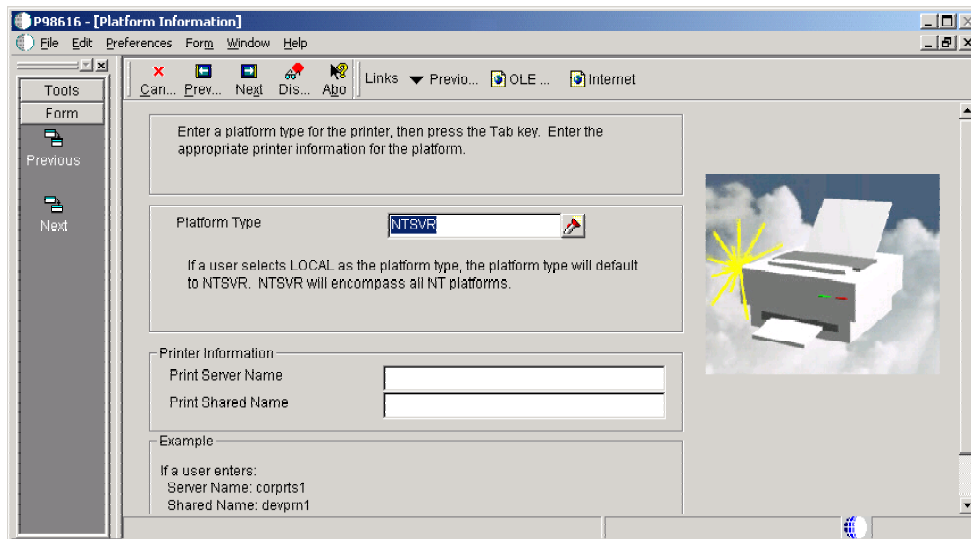 P98616 - [Platform Information]
File Edit Preferences Form Window Help
Tools
Form
Previous
Next
Can... Prev... Next Dis... Abo Links Previo... OLE ... Internet
Enter a platform type for the printer, then press the Tab key. Enter the
appropriate printer information for the platform.
Platform Type NTSVR
If a user selects LOCAL as the platform type, the platform type will default
to NTSVR. NTSVR will encompass all NT platforms.
Printer Information
Print Server Name
Print Shared Name
Example
If a user enters:
Server Name: corprts1
Shared Name: devprn1